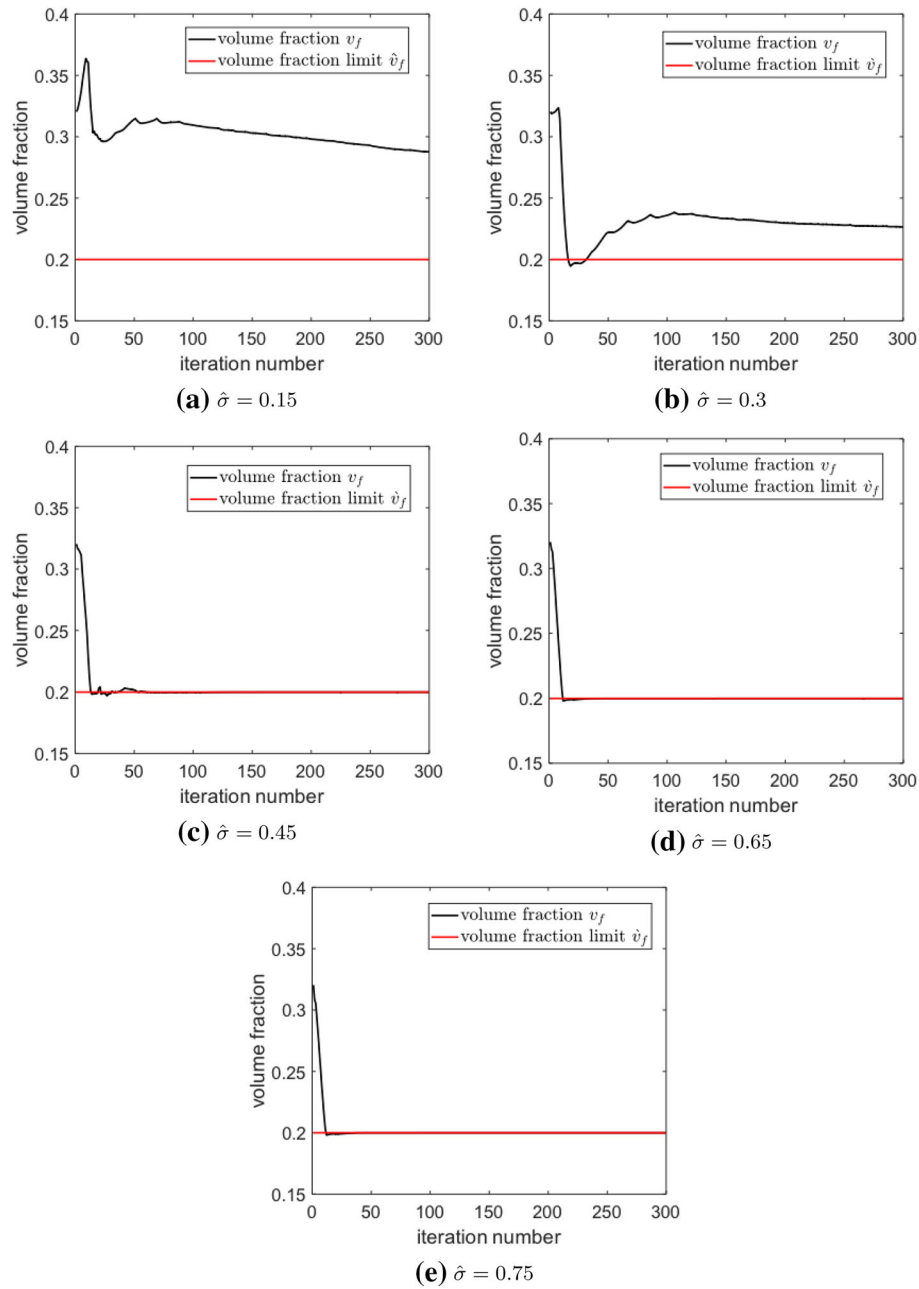 0.4
0.35
0.3
0.25
0.2
0.15
volume fraction
volume fraction v_f
volume fraction limit v̂_f
0 50 100 150 200 250 300
iteration number
(a) σ̂ = 0.15
0.4
0.35
0.3
0.25
0.2
0.15
volume fraction
volume fraction v_f
volume fraction limit v̀_f
0 50 100 150 200 250 300
iteration number
(b) σ̂ = 0.3
0.4
0.35
0.3
0.25
0.2
0.15
volume fraction
volume fraction v_f
volume fraction limit v̀_f
0 50 100 150 200 250 300
iteration number
(c) σ̂ = 0.45
0.4
0.35
0.3
0.25
0.2
0.15
volume fraction
volume fraction v_f
volume fraction limit v̀_f
0 50 100 150 200 250 300
iteration number
(d) σ̂ = 0.65
0.4
0.35
0.3
0.25
0.2
0.15
volume fraction
volume fraction v_f
volume fraction limit v̀_f
0 50 100 150 200 250 300
iteration number
(e) σ̂ = 0.75